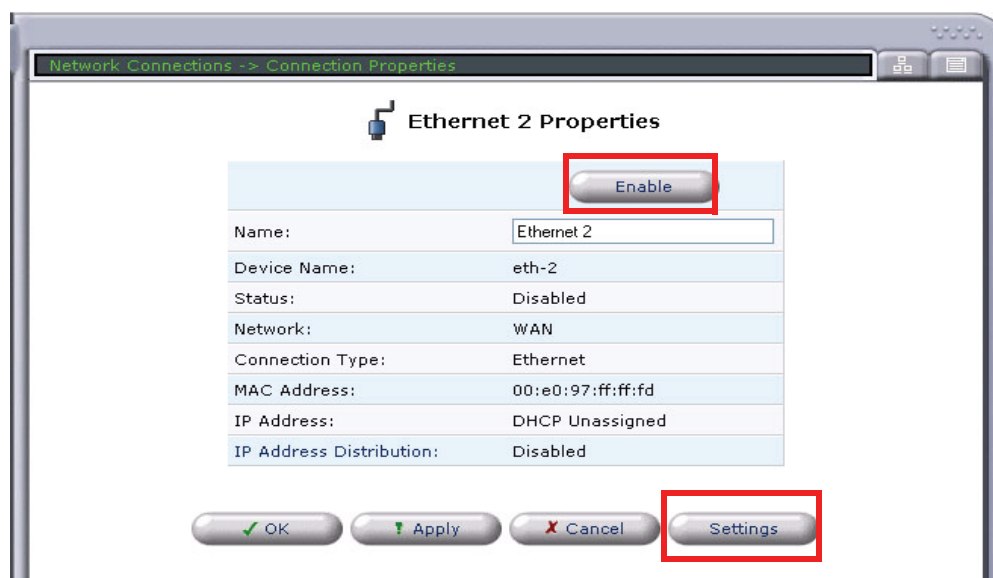 Network Connections -> Connection Properties
Ethernet 2 Properties
Enable
Name: Ethernet 2
Device Name: eth-2
Status: Disabled
Network: WAN
Connection Type: Ethernet
MAC Address: 00:e0:97:ff:ff:fd
IP Address: DHCP Unassigned
IP Address Distribution: Disabled
OK Apply Cancel Settings